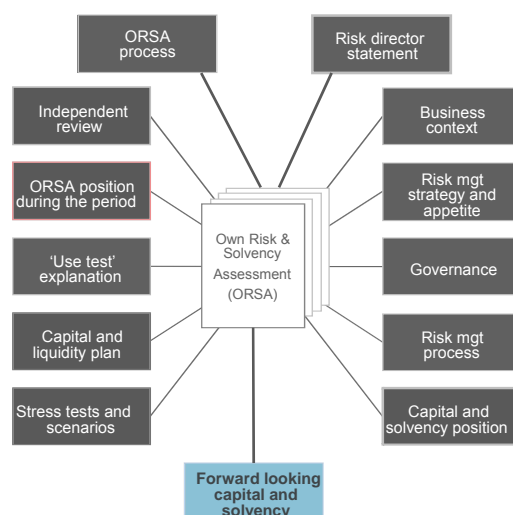 ORSA
process
Risk director
statement
Independent
review
Business
context
ORSA position
during the period
Risk mgt
strategy and
appetite
Own Risk &
Solvency
Assessment
(ORSA)
‘Use test’
explanation
Governance
Capital and
liquidity plan
Risk mgt
process
Stress tests and
scenarios
Capital and
solvency position
Forward looking
capital and
solvency